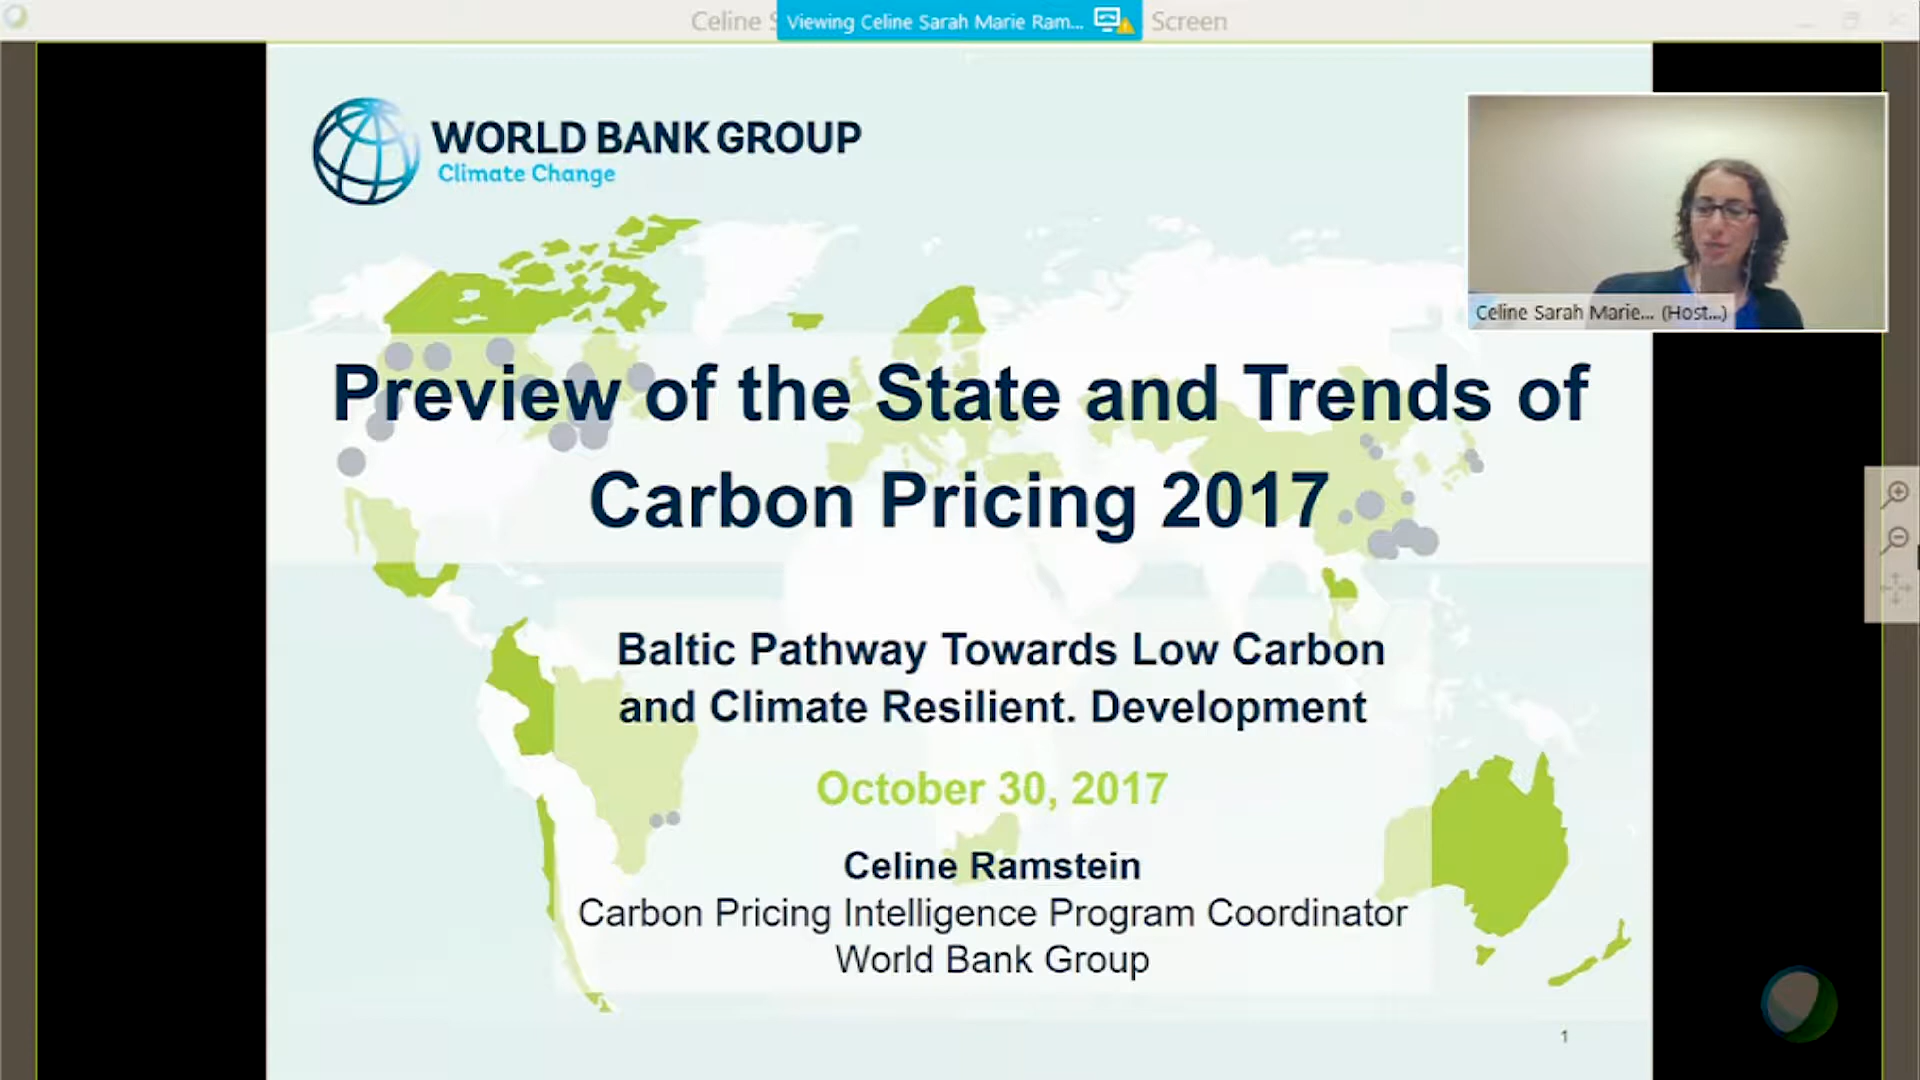 Celine S
Viewing Celine Sarah Marie Ram...
Screen
WORLD BANK GROUP
Climate Change
Celine Sarah Marie... (Host...)
Preview of the State and Trends of
Carbon Pricing 2017
Baltic Pathway Towards Low Carbon
and Climate Resilient. Development
October 30, 2017
Celine Ramstein
Carbon Pricing Intelligence Program Coordinator
World Bank Group
1